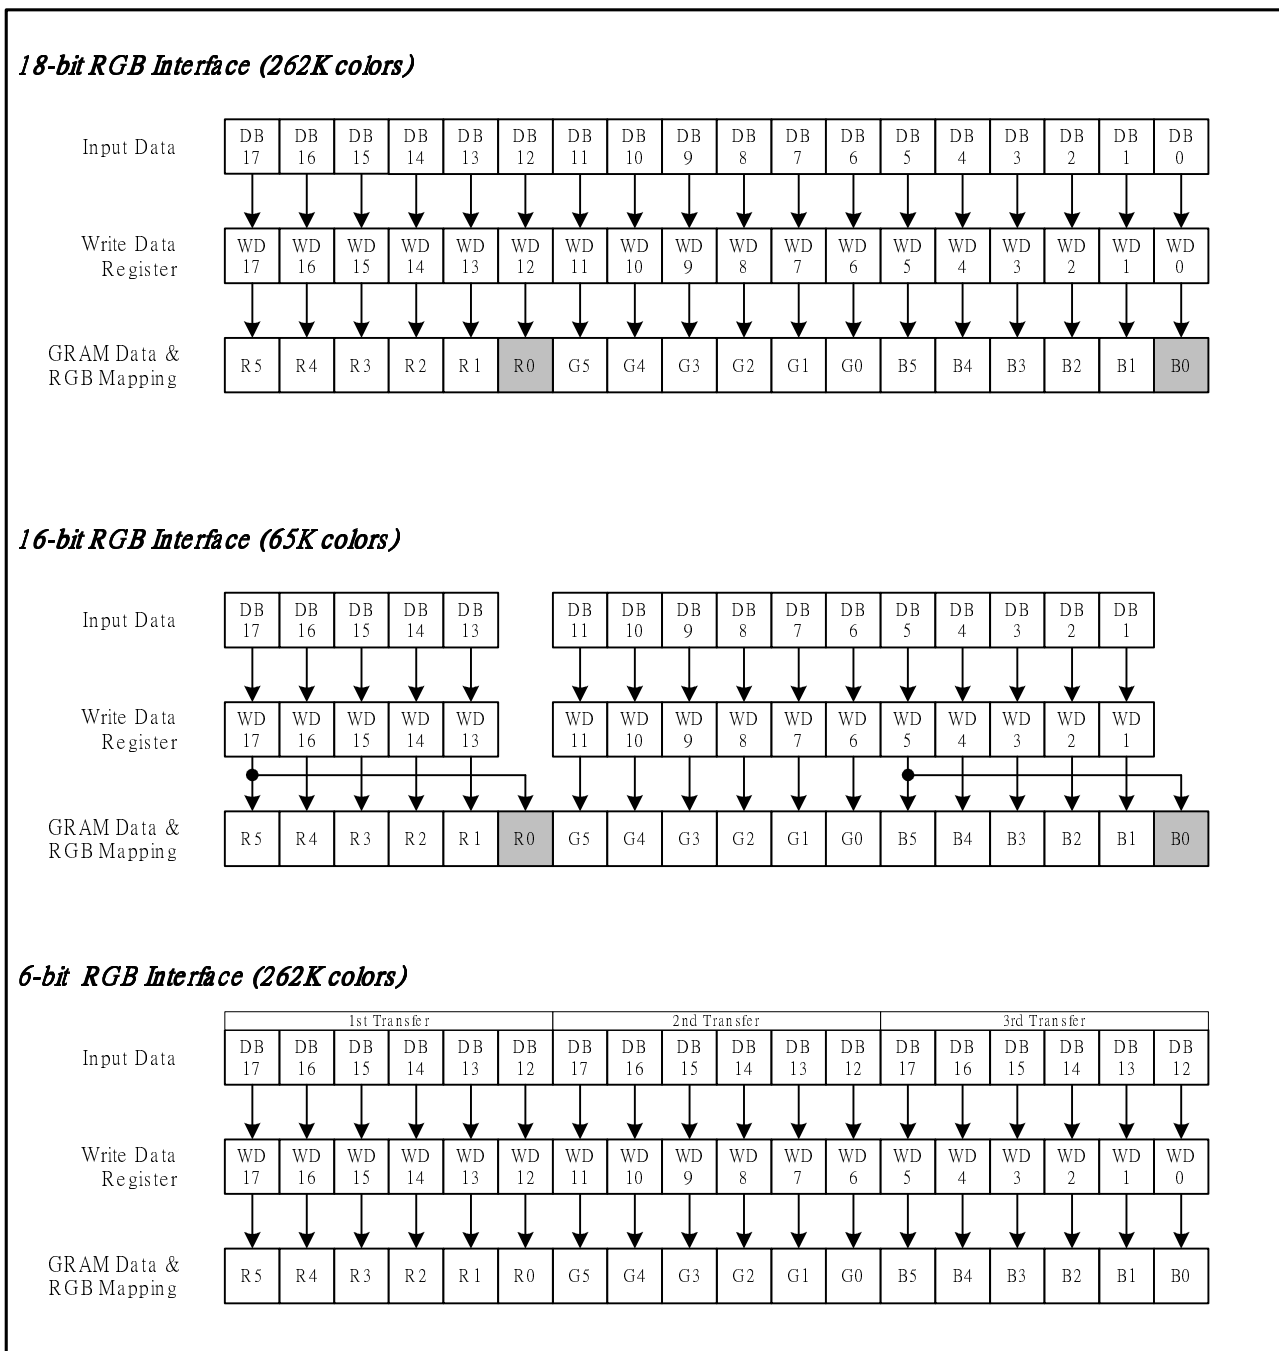 18-bit RGB Interface (262K colors)
Input Data
DB 17 DB 16 DB 15 DB 14 DB 13 DB 12 DB 11 DB 10 DB 9 DB 8 DB 7 DB 6 DB 5 DB 4 DB 3 DB 2 DB 1 DB 0
Write Data
Register
WD 17 WD 16 WD 15 WD 14 WD 13 WD 12 WD 11 WD 10 WD 9 WD 8 WD 7 WD 6 WD 5 WD 4 WD 3 WD 2 WD 1 WD 0
GRAM Data &
RGB Mapping
R5 R4 R3 R2 R1 R0 G5 G4 G3 G2 G1 G0 B5 B4 B3 B2 B1 B0
16-bit RGB Interface (65K colors)
Input Data
DB 17 DB 16 DB 15 DB 14 DB 13 DB 11 DB 10 DB 9 DB 8 DB 7 DB 6 DB 5 DB 4 DB 3 DB 2 DB 1
Write Data
Register
WD 17 WD 16 WD 15 WD 14 WD 13 WD 11 WD 10 WD 9 WD 8 WD 7 WD 6 WD 5 WD 4 WD 3 WD 2 WD 1
GRAM Data &
RGB Mapping
R5 R4 R3 R2 R1 R0 G5 G4 G3 G2 G1 G0 B5 B4 B3 B2 B1 B0
6-bit RGB Interface (262K colors)
1st Transfer 2nd Transfer 3rd Transfer
Input Data
DB 17 DB 16 DB 15 DB 14 DB 13 DB 12 DB 17 DB 16 DB 15 DB 14 DB 13 DB 12 DB 17 DB 16 DB 15 DB 14 DB 13 DB 12
Write Data
Register
WD 17 WD 16 WD 15 WD 14 WD 13 WD 12 WD 11 WD 10 WD 9 WD 8 WD 7 WD 6 WD 5 WD 4 WD 3 WD 2 WD 1 WD 0
GRAM Data &
RGB Mapping
R5 R4 R3 R2 R1 R0 G5 G4 G3 G2 G1 G0 B5 B4 B3 B2 B1 B0